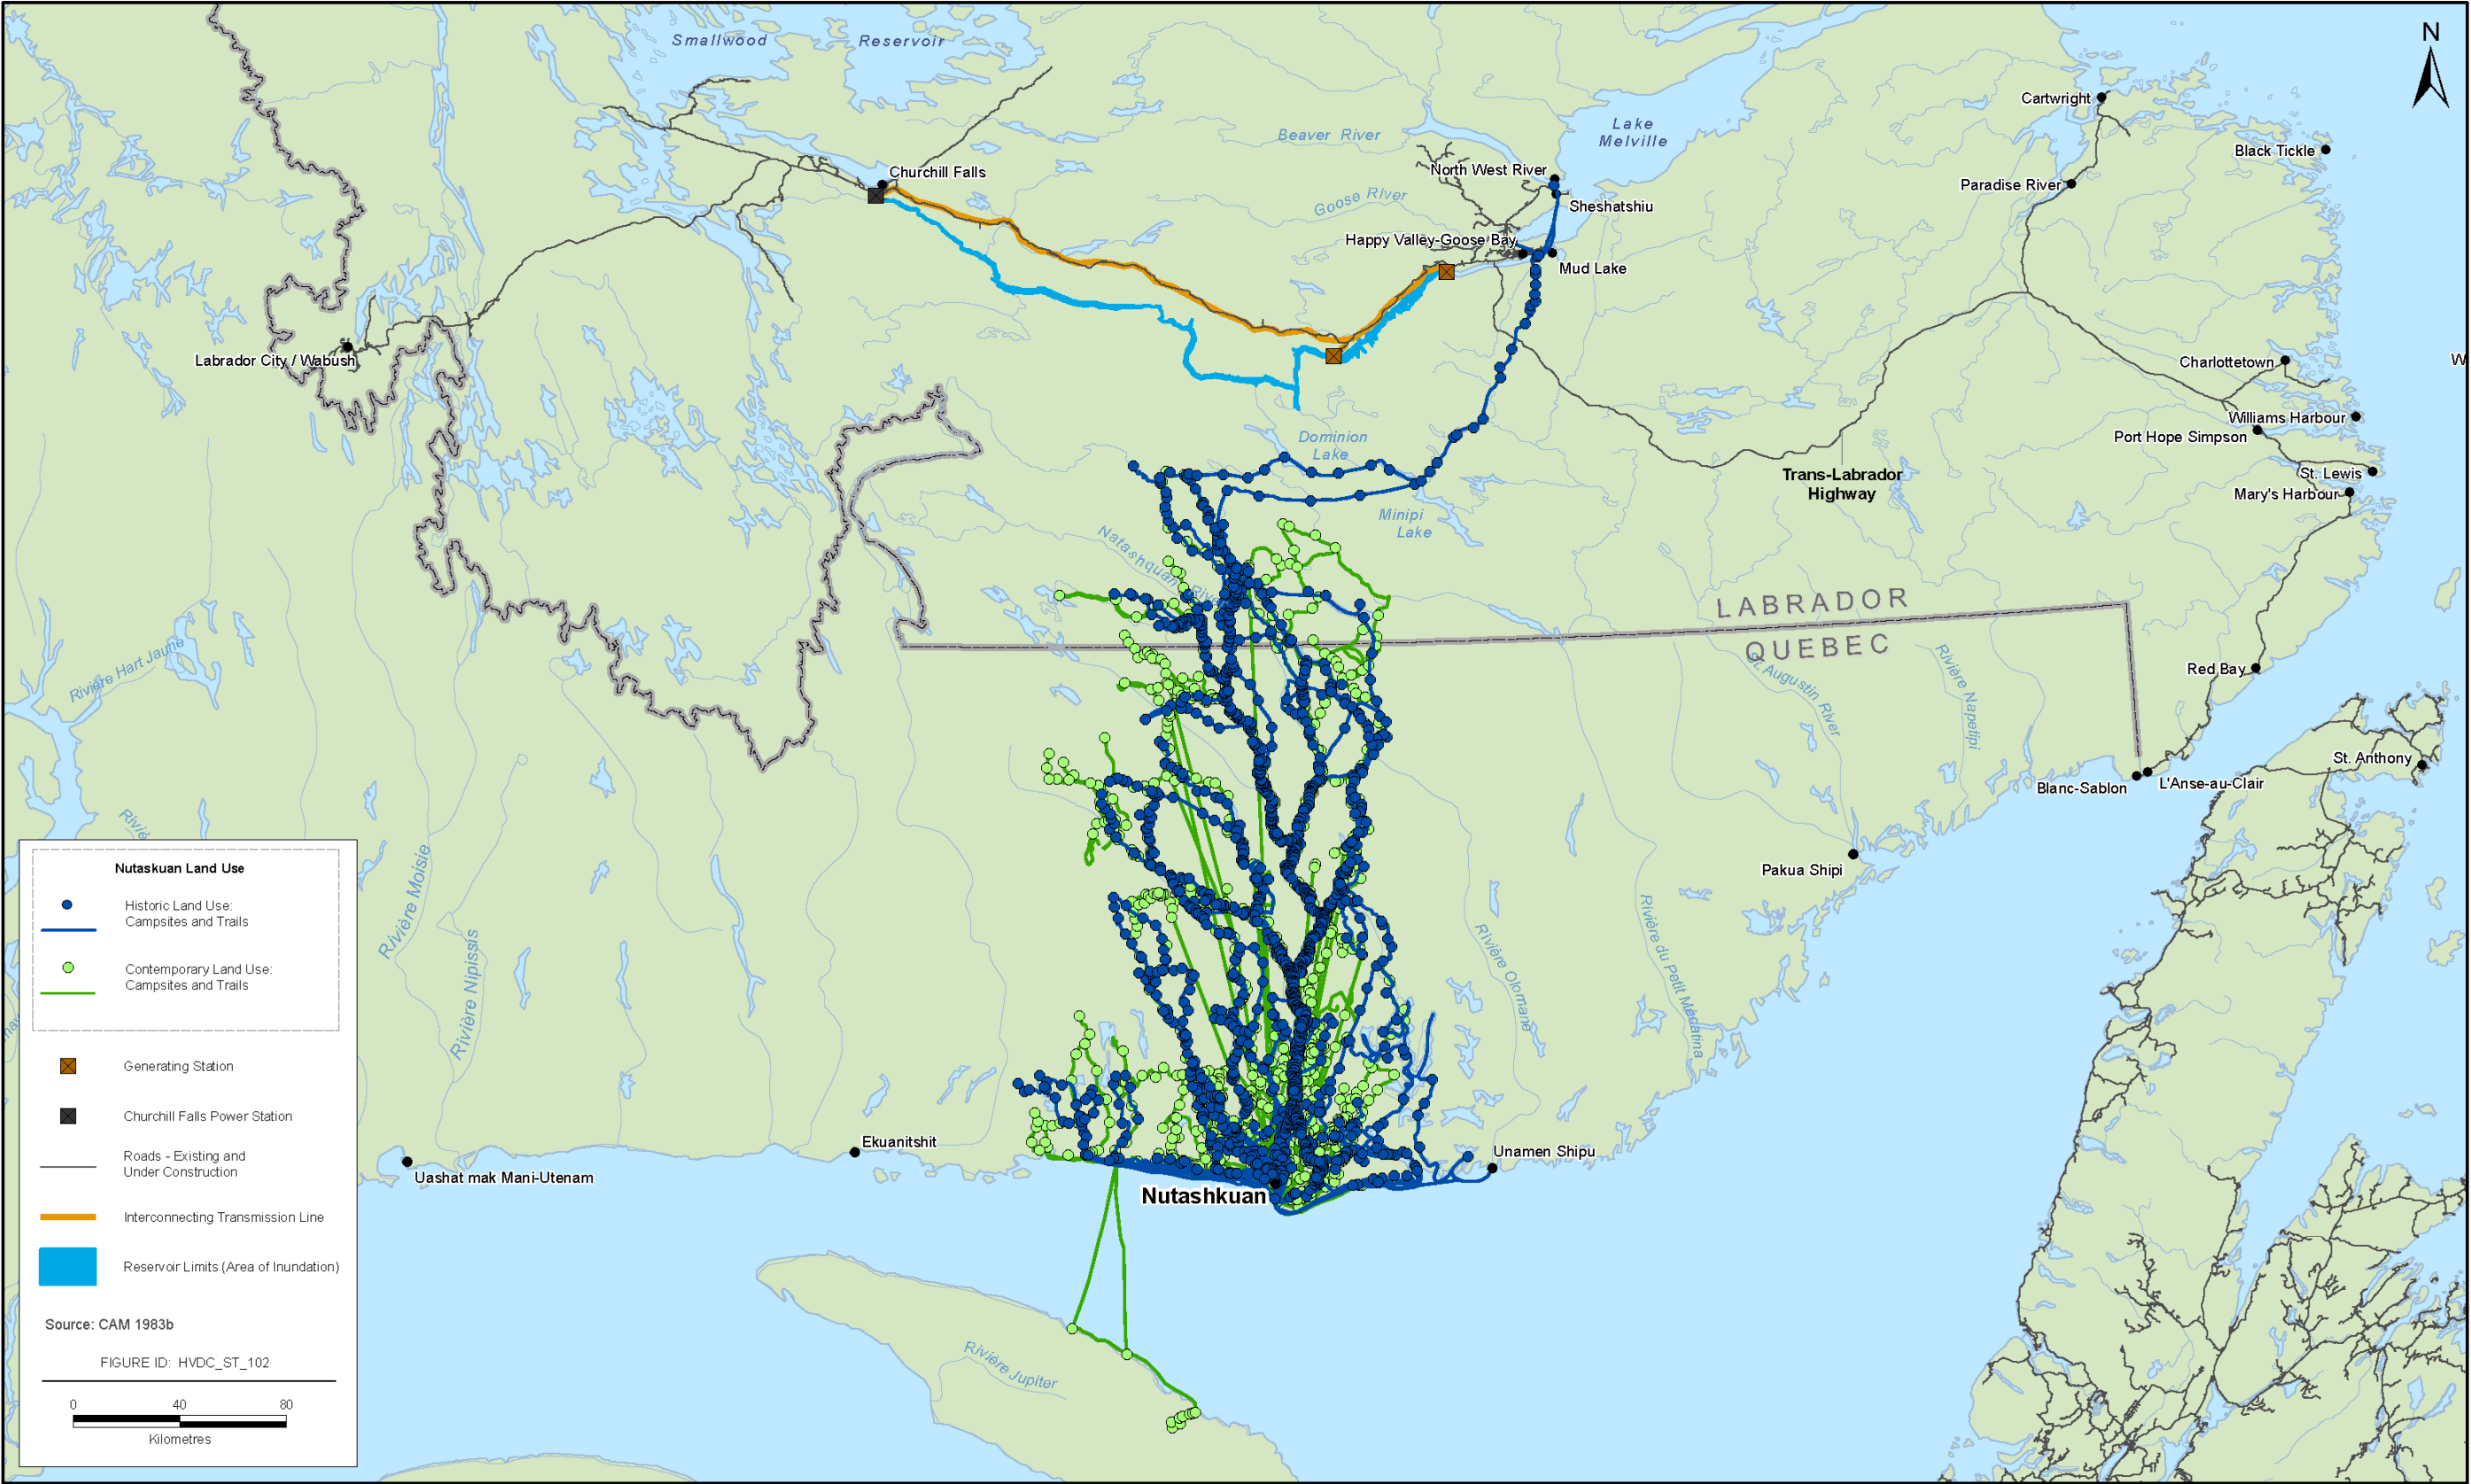 Smallwood Reservoir
N
Cartwright
Lake
Melville
Beaver River
Black Tickle
Churchill Falls
North West River
Paradise River
Goose River
Sheshatshiu
Happy Valley-Goose Bay
Mud Lake
Labrador City / Wabush
W
Charlottetown
Williams Harbour
Port Hope Simpson
Dominion
Lake
St. Lewis
Trans-Labrador
Highway
Mary's Harbour
Minipi
Lake
Natashquan River
LABRADOR
QUEBEC
Rivière Hart Jaune
St. Augustin River
Rivière Napetipi
Red Bay
St. Anthony
L'Anse-au-Clair
Blanc-Sablon
Pakua Shipi
Rivière Moisie
Rivière Nipissis
Rivière Olomane
Rivière du Petit Mécatina
Ekuanitshit
Unamen Shipu
Uashat mak Mani-Utenam
Nutashkuan
Rivière Jupiter
Nutaskuan Land Use
Historic Land Use:
Campsites and Trails
Contemporary Land Use:
Campsites and Trails
Generating Station
Churchill Falls Power Station
Roads - Existing and
Under Construction
Interconnecting Transmission Line
Reservoir Limits (Area of Inundation)
Source: CAM 1983b
FIGURE ID: HVDC_ST_102
0 40 80
Kilometres